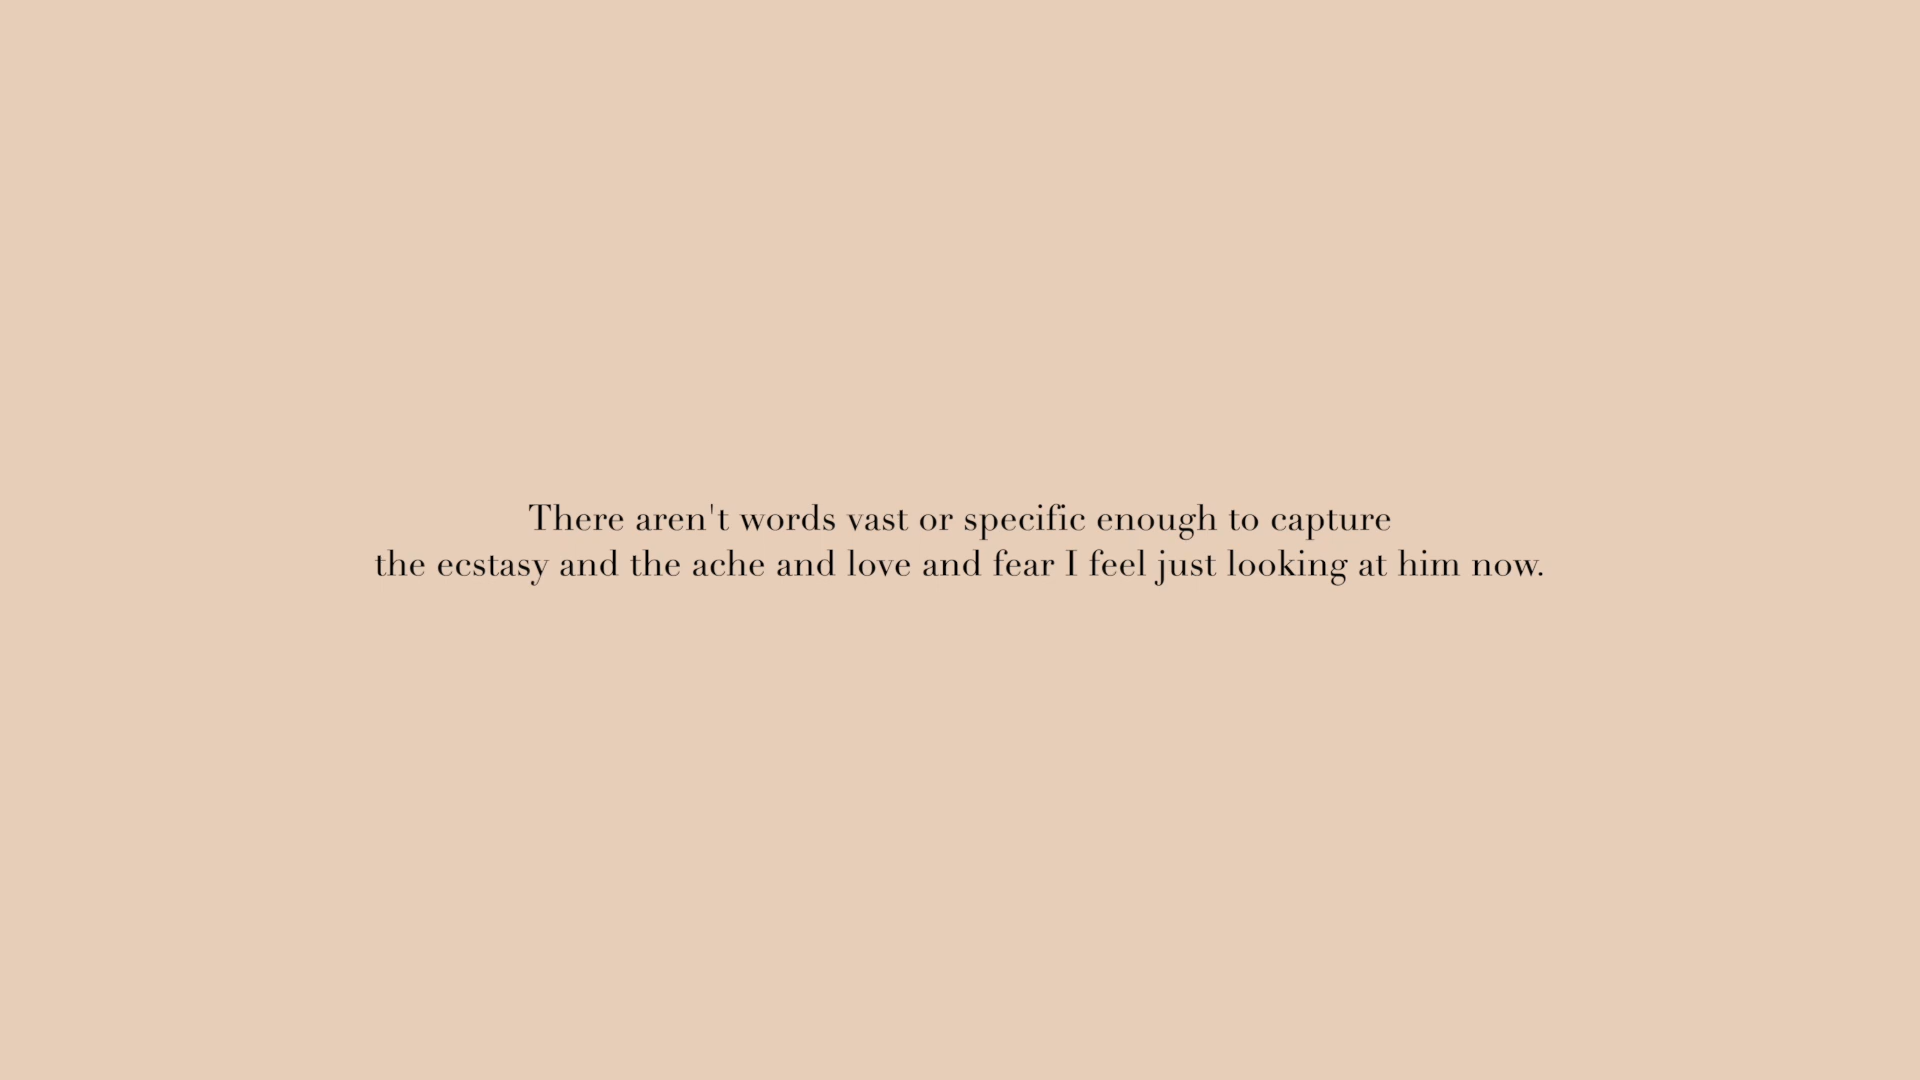 There aren't words vast or specific enough to capture
the ecstasy and the ache and love and fear I feel just looking at him now.